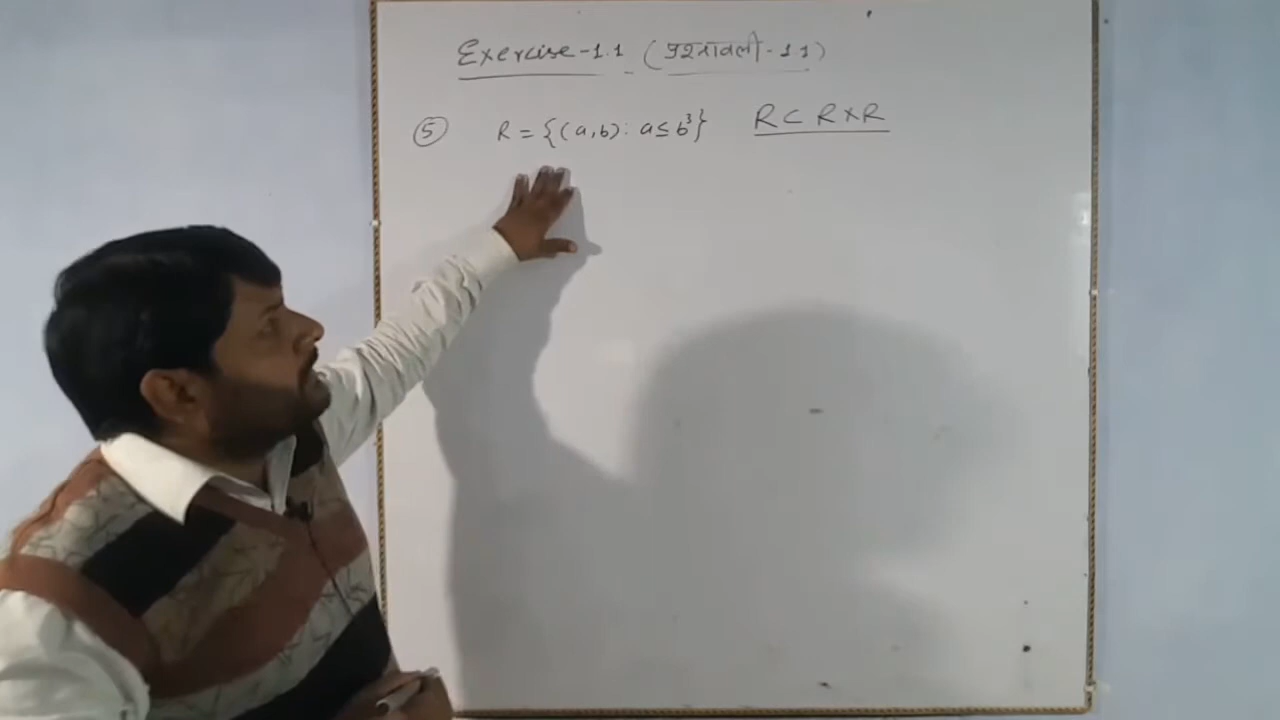 Exercise-1.1 (प्रश्नावली-1.1)
⑤ R = {(a,b): a≤b³} R⊂R×R